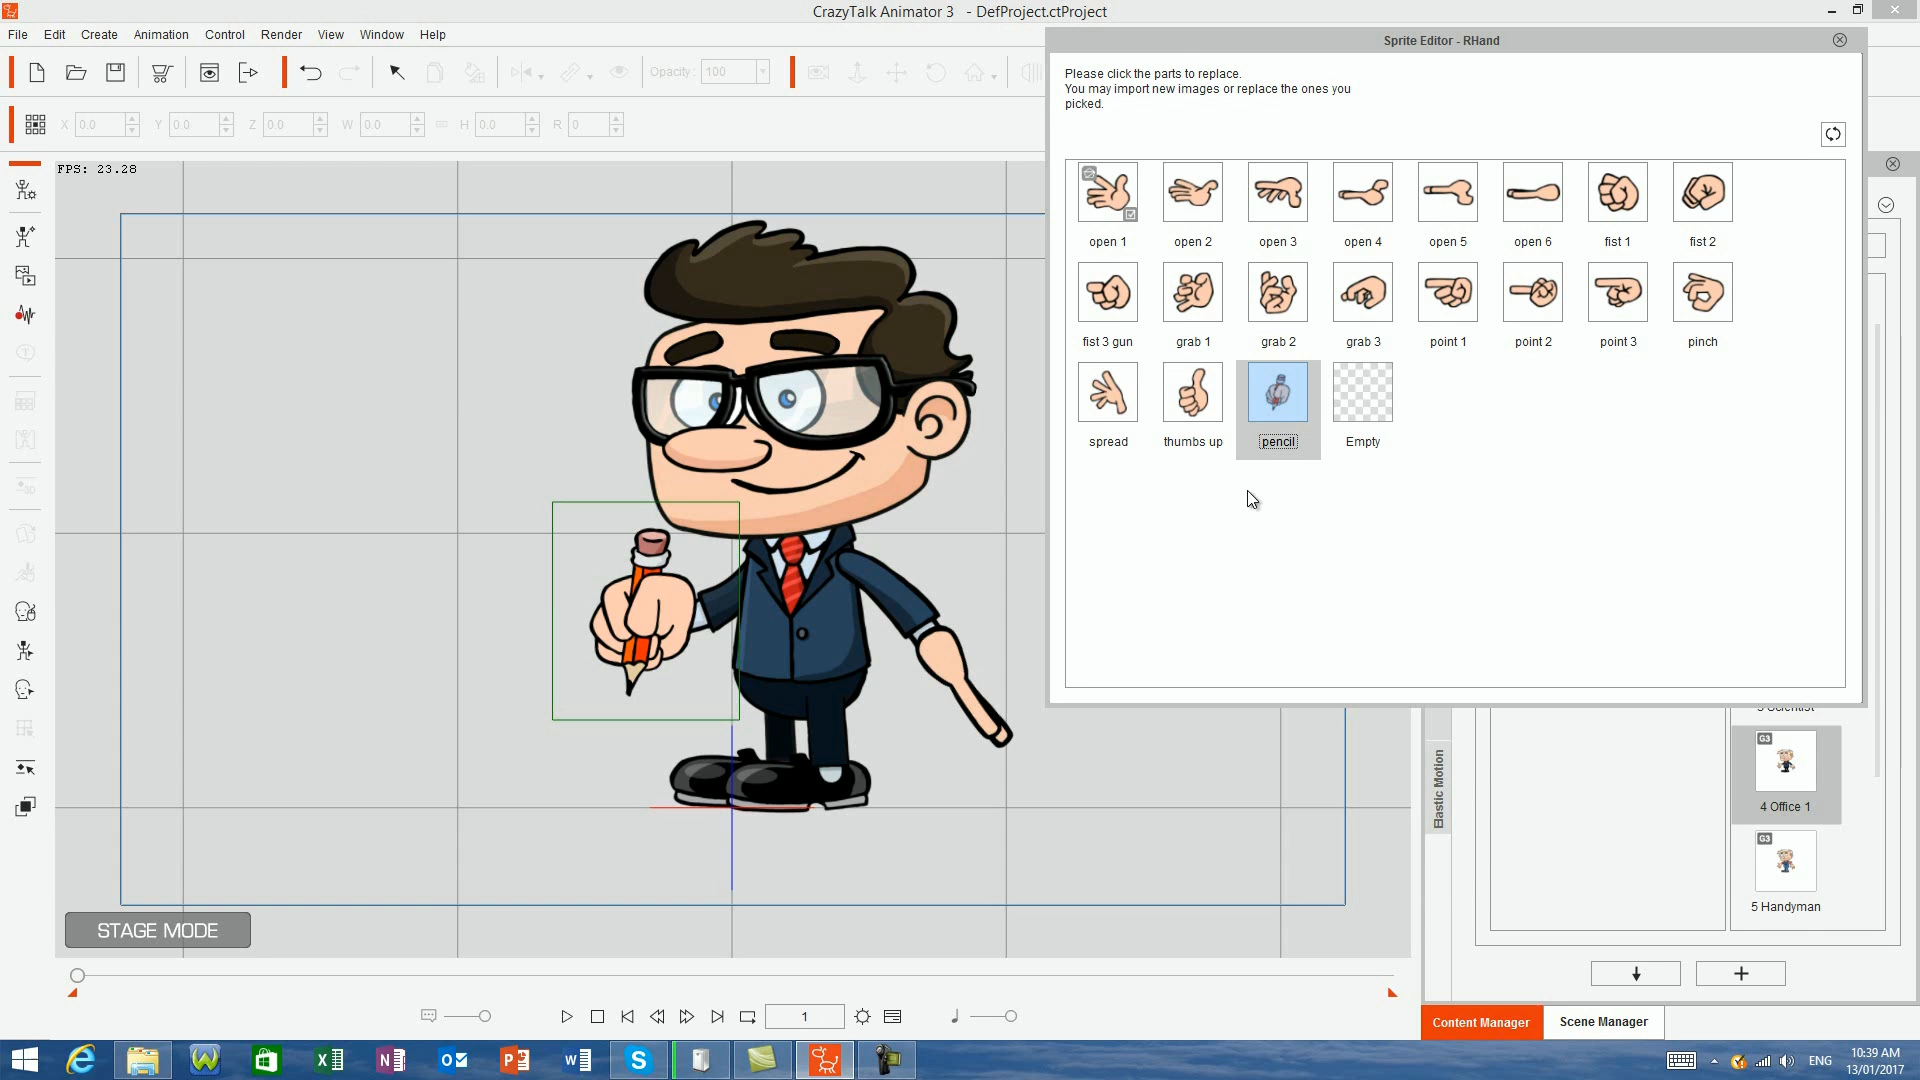 CrazyTalk Animator 3 - DefProject.ctProject
File Edit Create Animation Control Render View Window Help
Opacity: 100
X 0.0 Y 0.0 Z 0.0 W 0.0 H 0.0 R 0
FPS: 23.28
Sprite Editor - RHand
Please click the parts to replace.
You may import new images or replace the ones you
picked.
open 1 open 2 open 3 open 4 open 5 open 6 fist 1 fist 2
fist 3 gun grab 1 grab 2 grab 3 point 1 point 2 point 3 pinch
spread thumbs up pencil Empty
3 Scientist
G3
4 Office 1
G3
5 Handyman
Elastic Motion
STAGE MODE
1
Content Manager Scene Manager
ENG
10:39 AM
13/01/2017